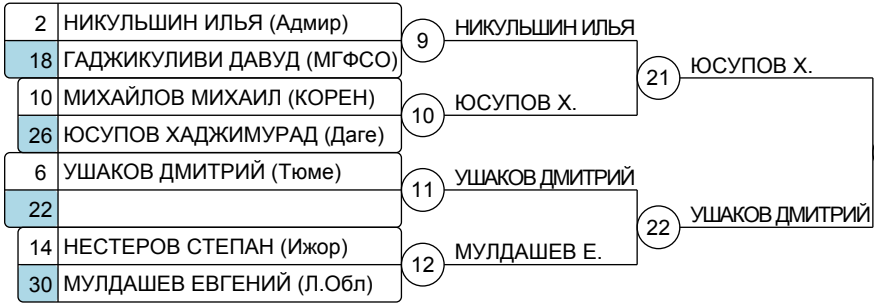 2 НИКУЛЬШИН ИЛЬЯ (Адмир)
18 ГАДЖИКУЛИВИ ДАВУД (МГФСО)
9 НИКУЛЬШИН ИЛЬЯ
10 МИХАЙЛОВ МИХАИЛ (КОРЕН)
26 ЮСУПОВ ХАДЖИМУРАД (Даге)
10 ЮСУПОВ Х.
21 ЮСУПОВ Х.
6 УШАКОВ ДМИТРИЙ (Тюме)
22
11 УШАКОВ ДМИТРИЙ
14 НЕСТЕРОВ СТЕПАН (Ижор)
30 МУЛДАШЕВ ЕВГЕНИЙ (Л.Обл)
12 МУЛДАШЕВ Е.
22 УШАКОВ ДМИТРИЙ